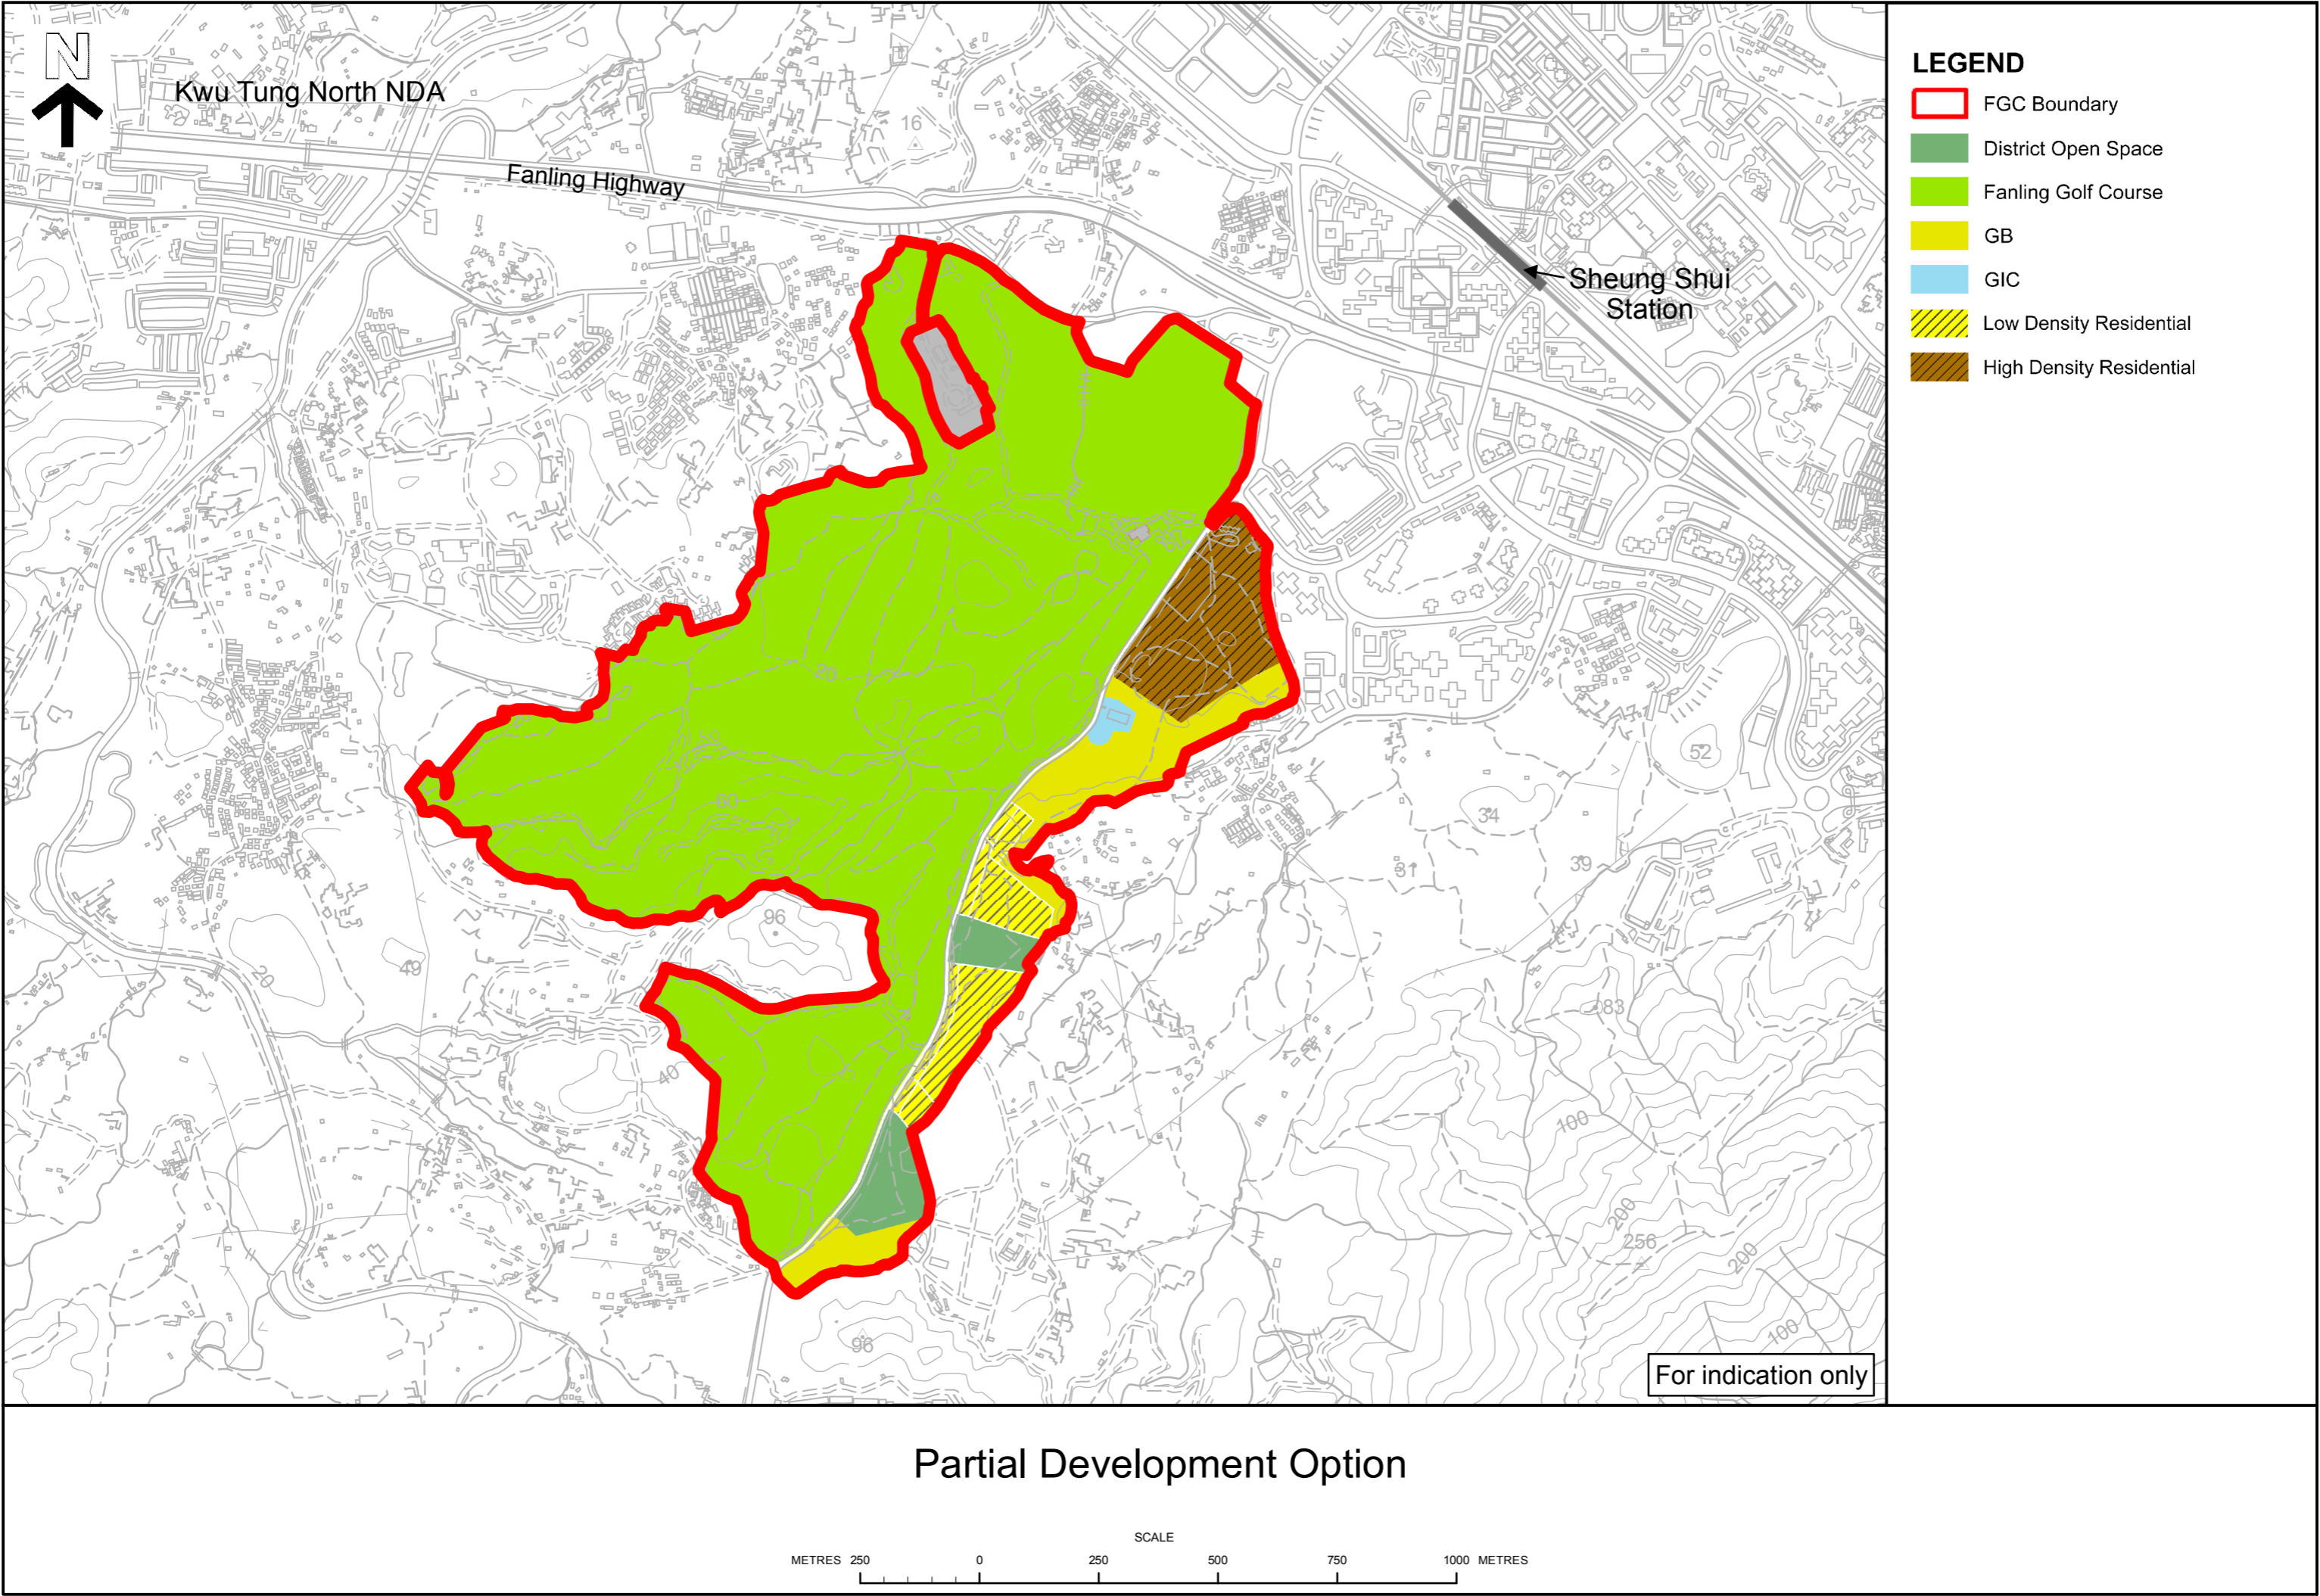 N
Kwu Tung North NDA
Fanling Highway
16
Sheung Shui
Station
26
60
52
34
31
39
96
49
20
83
40
100
200
256
200
100
96
For indication only
LEGEND
FGC Boundary
District Open Space
Fanling Golf Course
GB
GIC
Low Density Residential
High Density Residential
Partial Development Option
SCALE
METRES 250 0 250 500 750 1000 METRES